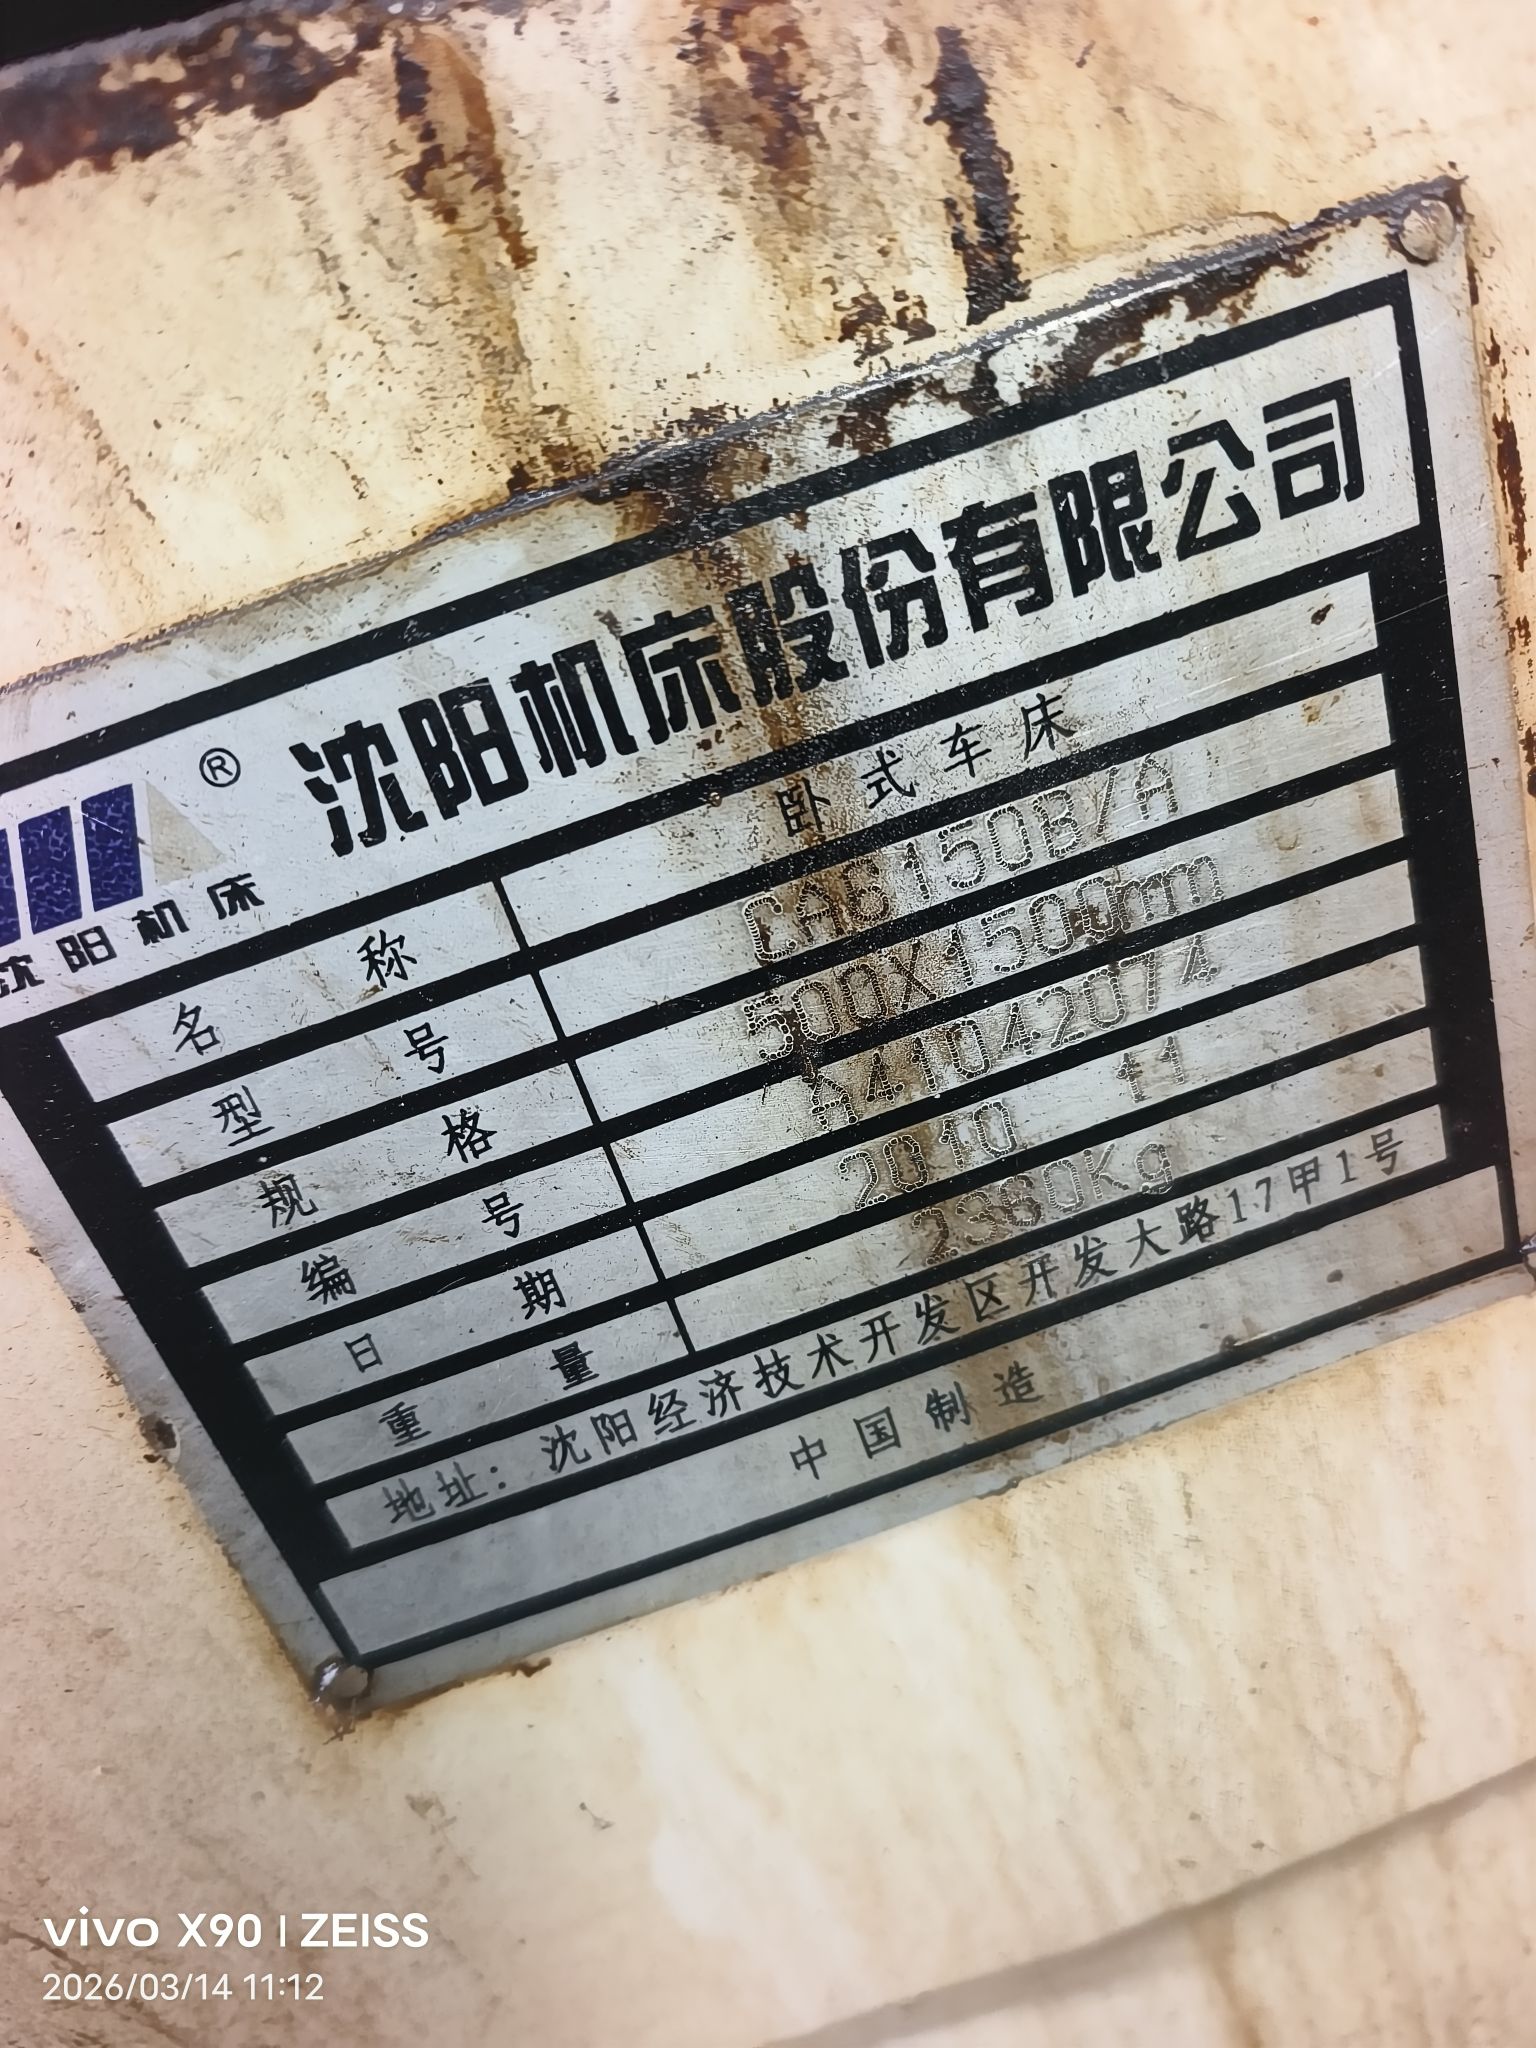 ® 沈阳机床股份有限公司
沈阳机床
名称 卧式车床
型号 CA6150B/A
规格 500X1500mm
编号 A41042074
日期 2010 11
重量 2360Kg
地址：沈阳经济技术开发区开发大路17甲1号
中国制造
vivo X90 | ZEISS
2026/03/14 11:12